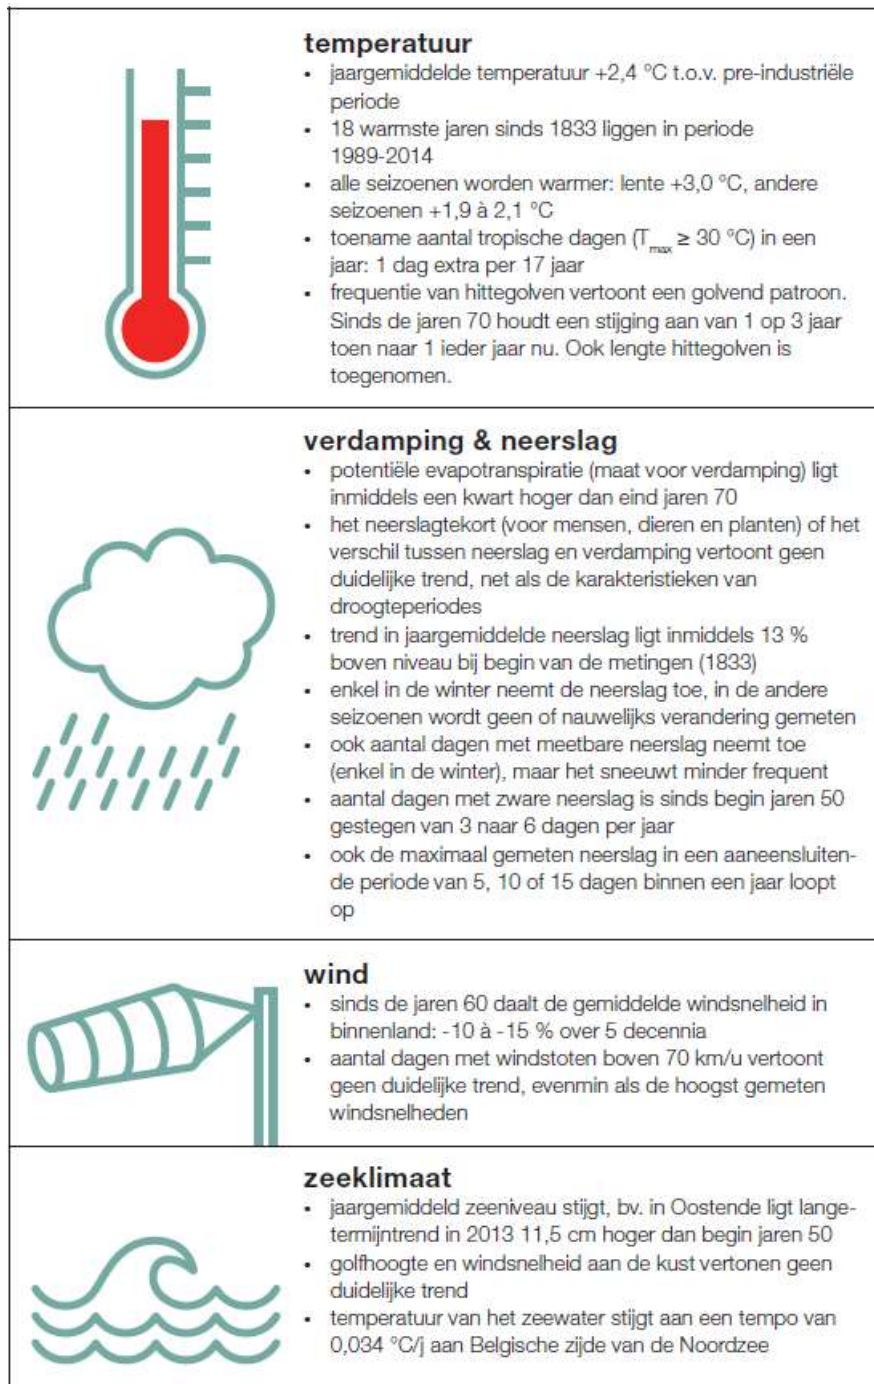 temperatuur
• jaargemiddelde temperatuur +2,4 °C t.o.v. pre-industriële
periode
• 18 warmste jaren sinds 1833 liggen in periode
1989-2014
• alle seizoenen worden warmer: lente +3,0 °C, andere
seizoenen +1,9 à 2,1 °C
• toename aantal tropische dagen (Tmax ≥ 30 °C) in een
jaar: 1 dag extra per 17 jaar
• frequentie van hittegolven vertoont een golvend patroon.
Sinds de jaren 70 houdt een stijging aan van 1 op 3 jaar
toen naar 1 ieder jaar nu. Ook lengte hittegolven is
toegenomen.
verdamping & neerslag
• potentiële evapotranspiratie (maat voor verdamping) ligt
inmiddels een kwart hoger dan eind jaren 70
• het neerslagtekort (voor mensen, dieren en planten) of het
verschil tussen neerslag en verdamping vertoont geen
duidelijke trend, net als de karakteristieken van
droogteperiodes
• trend in jaargemiddelde neerslag ligt inmiddels 13 %
boven niveau bij begin van de metingen (1833)
• enkel in de winter neemt de neerslag toe, in de andere
seizoenen wordt geen of nauwelijks verandering gemeten
• ook aantal dagen met meetbare neerslag neemt toe
(enkel in de winter), maar het sneeuwt minder frequent
• aantal dagen met zware neerslag is sinds begin jaren 50
gestegen van 3 naar 6 dagen per jaar
• ook de maximaal gemeten neerslag in een aaneensluiten-
de periode van 5, 10 of 15 dagen binnen een jaar loopt
op
wind
• sinds de jaren 60 daalt de gemiddelde windsnelheid in
binnenland: -10 à -15 % over 5 decennia
• aantal dagen met windstoten boven 70 km/u vertoont
geen duidelijke trend, evenmin als de hoogst gemeten
windsnelheden
zeeklimaat
• jaargemiddeld zeeniveau stijgt, bv. in Oostende ligt lange-
termijntrend in 2013 11,5 cm hoger dan begin jaren 50
• golfhoogte en windsnelheid aan de kust vertonen geen
duidelijke trend
• temperatuur van het zeewater stijgt aan een tempo van
0,034 °C/j aan Belgische zijde van de Noordzee